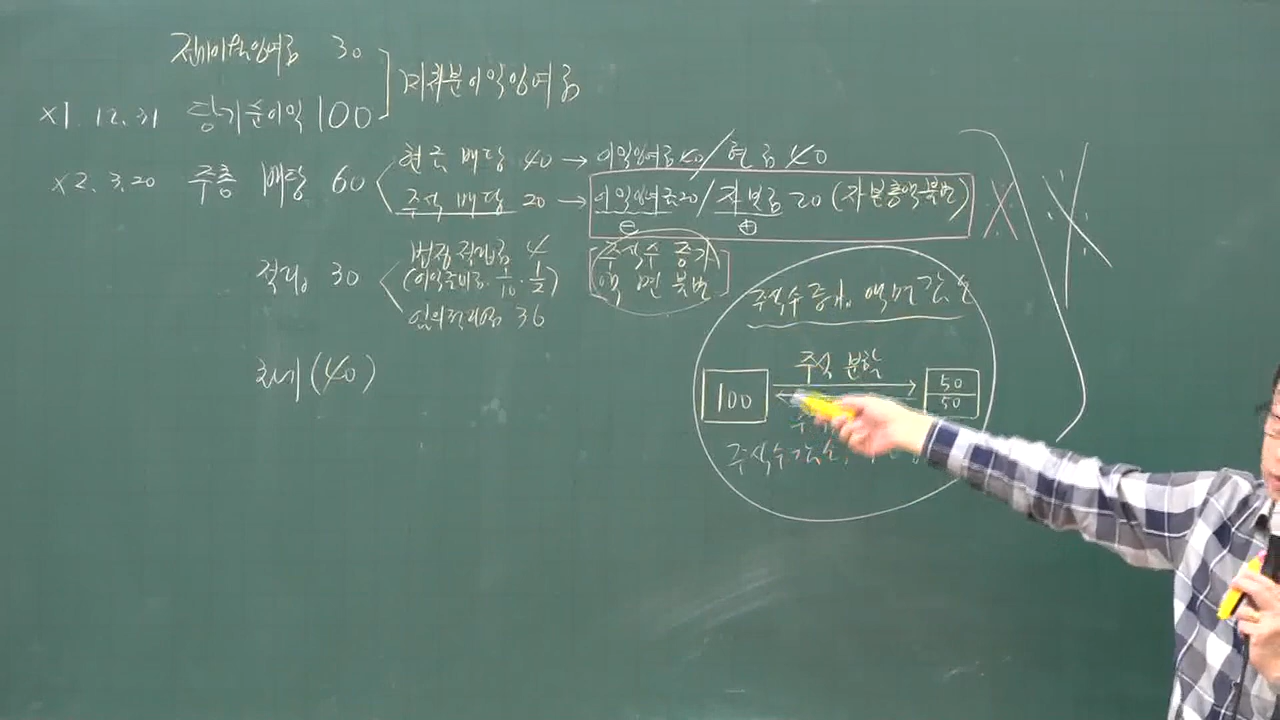 전기이월이익잉여금 30
] 미처분이익잉여금
X1. 12. 31 당기순이익 100
X2. 3. 20 주총 배당 60
현금 배당 40 → 이익잉여금 40 / 현금 40
주식 배당 20 → 이익잉여금 20 / 자본금 20 (자본총액 불변) X
⊖ ⊕
주식수 증가
액면 불변
적립 30
법정적립금 4
(이익준비금. 1/10. 1/2)
임의적립금 36
주식수 증가. 액면 감소
차기 (40)
주식 분할
100
50
50
주식수 감소,
X